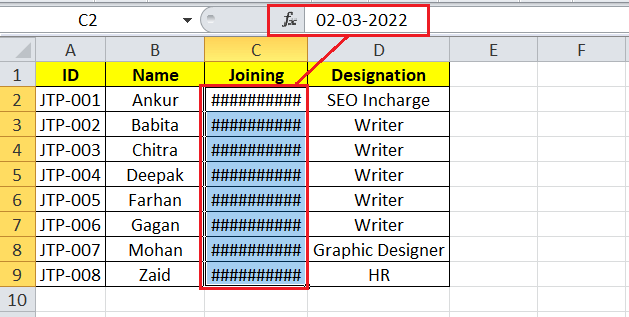 C2 fx 02-03-2022
A B C D E F
1 ID Name Joining Designation
2 JTP-001 Ankur ########## SEO Incharge
3 JTP-002 Babita ########## Writer
4 JTP-003 Chitra ########## Writer
5 JTP-004 Deepak ########## Writer
6 JTP-005 Farhan ########## Writer
7 JTP-006 Gagan ########## Writer
8 JTP-007 Mohan ########## Graphic Designer
9 JTP-008 Zaid ########## HR
10